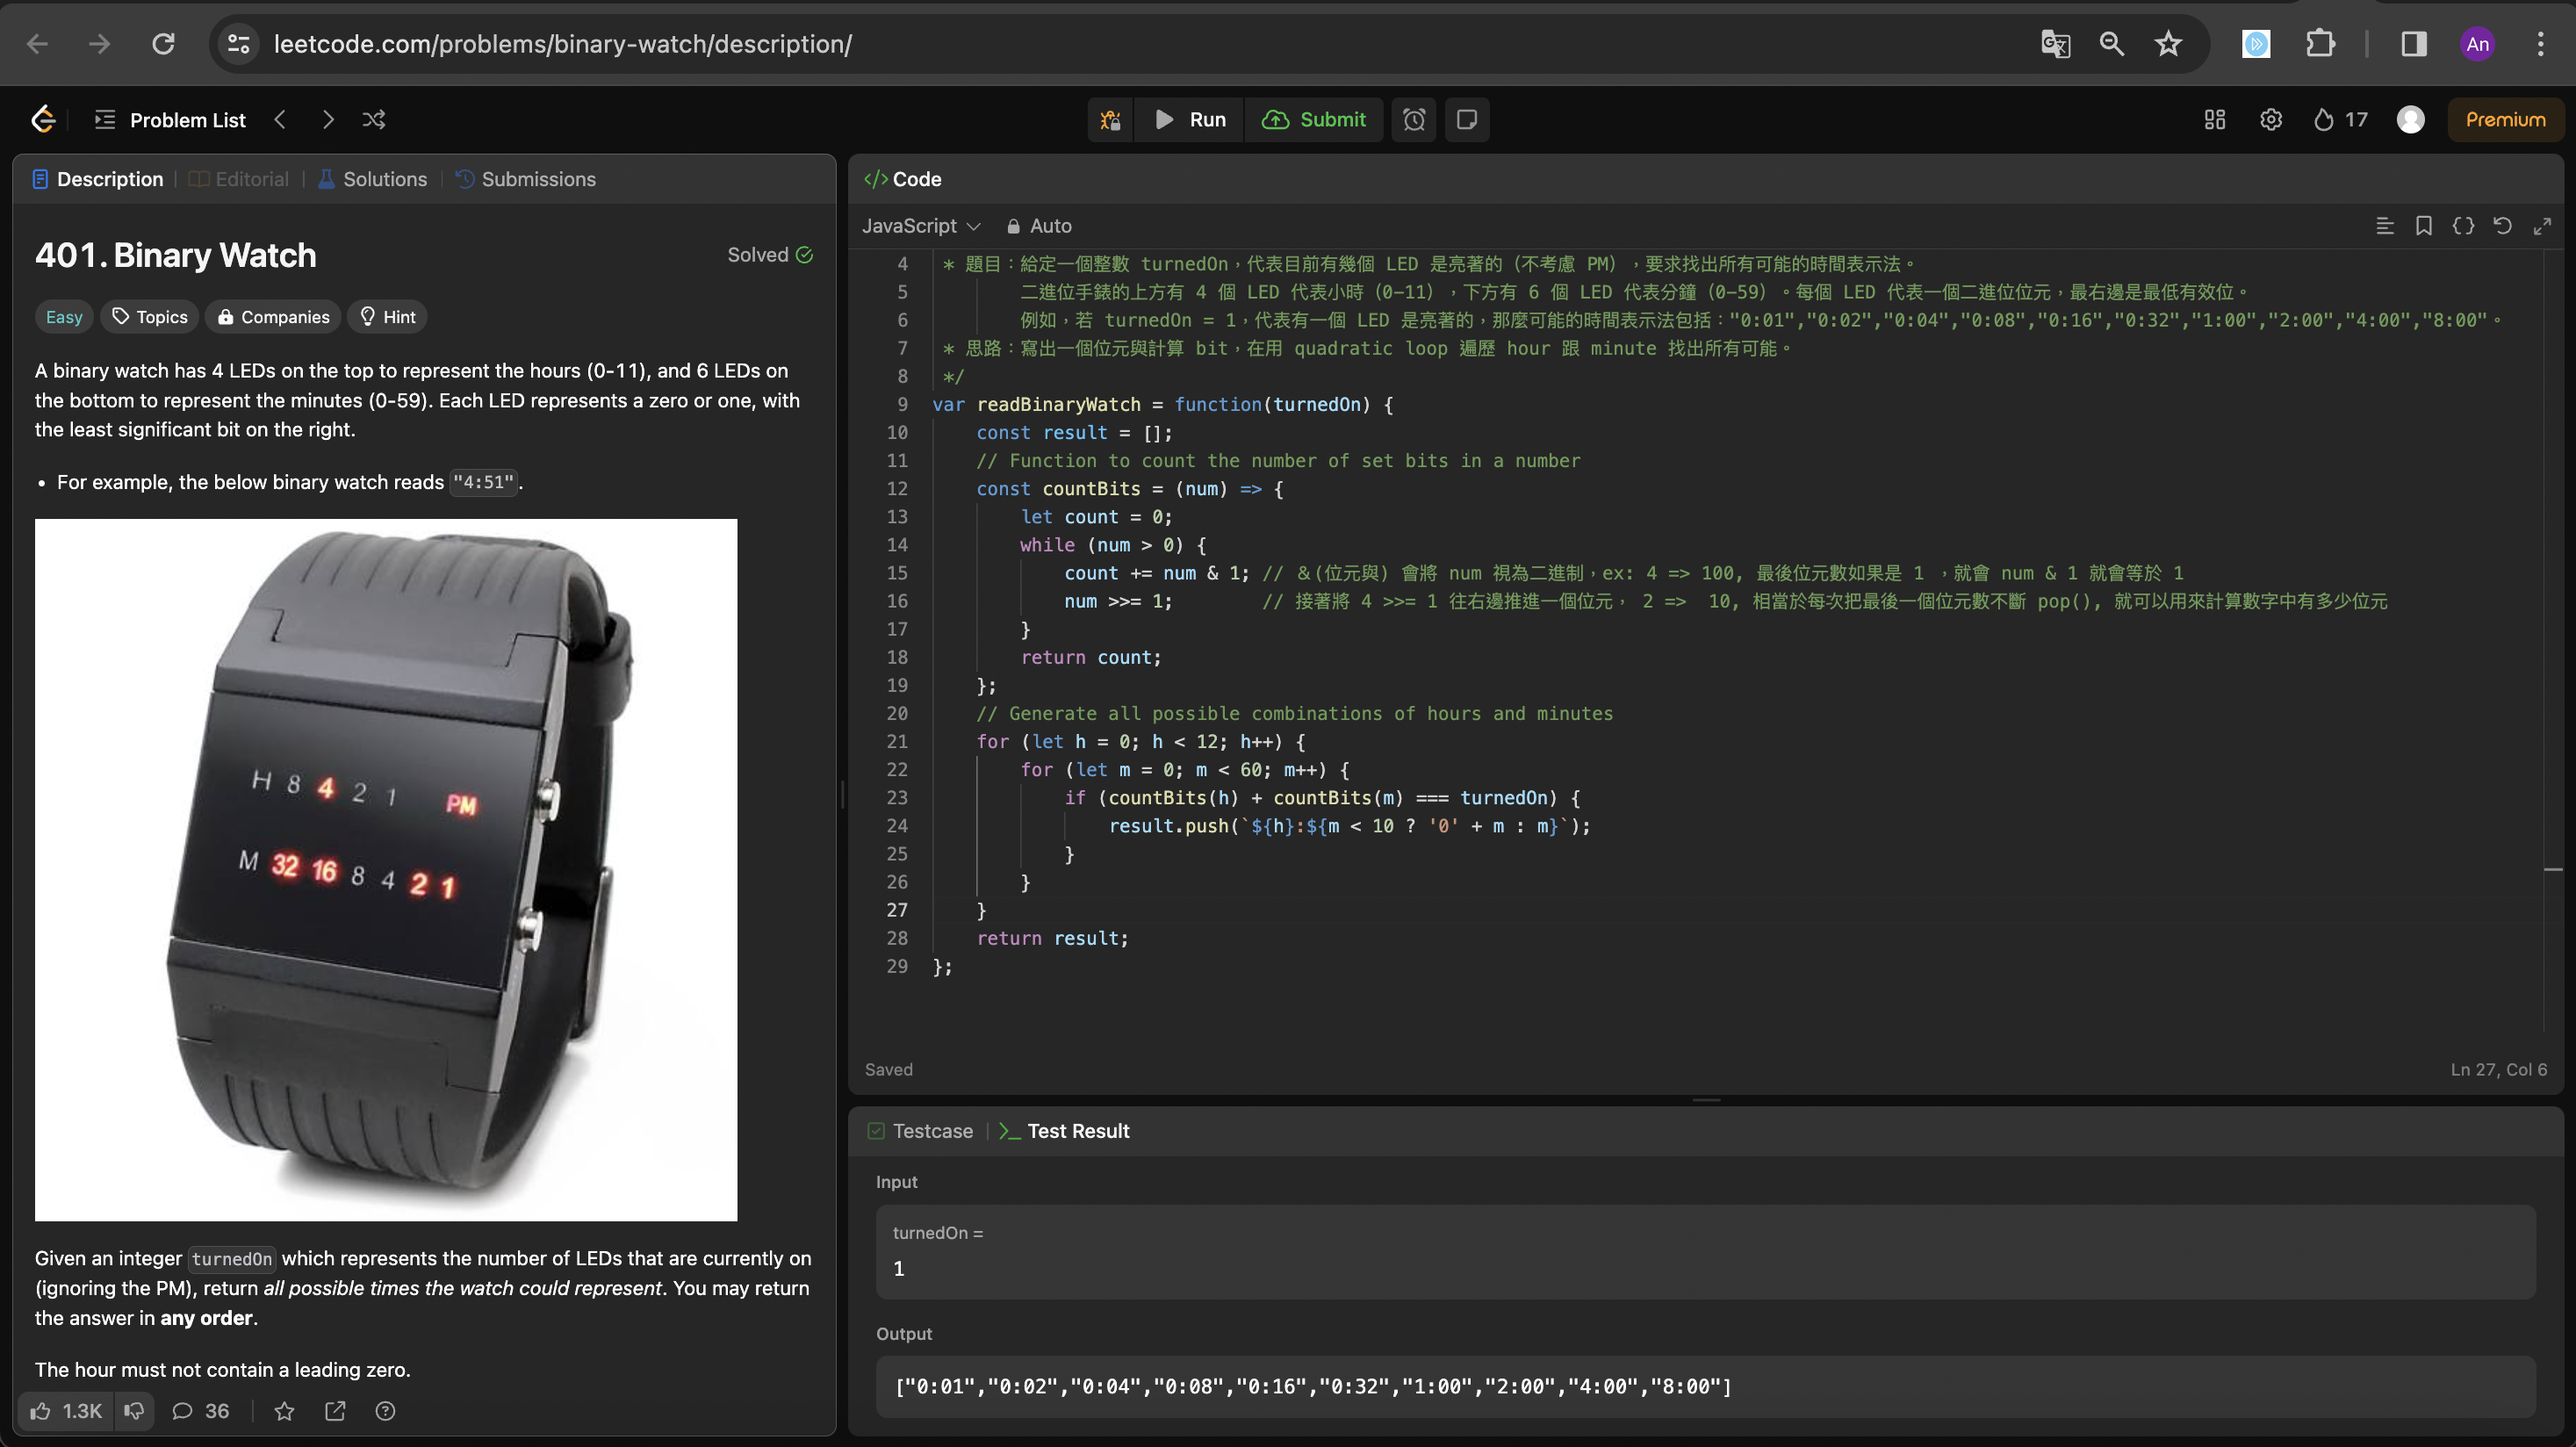 leetcode.com/problems/binary-watch/description/
An
Problem List
Run
Submit
17
Premium
Description
Editorial
Solutions
Submissions
401. Binary Watch
Solved
Easy
Topics
Companies
Hint
A binary watch has 4 LEDs on the top to represent the hours (0-11), and 6 LEDs on
the bottom to represent the minutes (0-59). Each LED represents a zero or one, with
the least significant bit on the right.
• For example, the below binary watch reads "4:51".
H 8 4 2 1 PM
M 32 16 8 4 2 1
Given an integer turnedOn which represents the number of LEDs that are currently on
(ignoring the PM), return all possible times the watch could represent. You may return
the answer in any order.
The hour must not contain a leading zero.
1.3K
36
</> Code
JavaScript
Auto
4 * 題目：給定一個整數 turnedOn，代表目前有幾個 LED 是亮著的（不考慮 PM），要求找出所有可能的時間表示法。
5 二進位手錶的上方有 4 個 LED 代表小時（0-11），下方有 6 個 LED 代表分鐘（0-59）。每個 LED 代表一個二進位位元，最右邊是最低有效位。
6 例如，若 turnedOn = 1，代表有一個 LED 是亮著的，那麼可能的時間表示法包括："0:01","0:02","0:04","0:08","0:16","0:32","1:00","2:00","4:00","8:00"。
7 * 思路：寫出一個位元與計算 bit，在用 quadratic loop 遍歷 hour 跟 minute 找出所有可能。
8 */
9 var readBinaryWatch = function(turnedOn) {
10 const result = [];
11 // Function to count the number of set bits in a number
12 const countBits = (num) => {
13 let count = 0;
14 while (num > 0) {
15 count += num & 1; // ＆(位元與) 會將 num 視為二進制，ex: 4 => 100, 最後位元數如果是 1 ，就會 num & 1 就會等於 1
16 num >>= 1; // 接著將 4 >>= 1 往右邊推進一個位元， 2 => 10, 相當於每次把最後一個位元數不斷 pop(), 就可以用來計算數字中有多少位元
17 }
18 return count;
19 };
20 // Generate all possible combinations of hours and minutes
21 for (let h = 0; h < 12; h++) {
22 for (let m = 0; m < 60; m++) {
23 if (countBits(h) + countBits(m) === turnedOn) {
24 result.push(`${h}:${m < 10 ? '0' + m : m}`);
25 }
26 }
27 }
28 return result;
29 };
Saved
Ln 27, Col 6
Testcase
Test Result
Input
turnedOn =
1
Output
["0:01","0:02","0:04","0:08","0:16","0:32","1:00","2:00","4:00","8:00"]